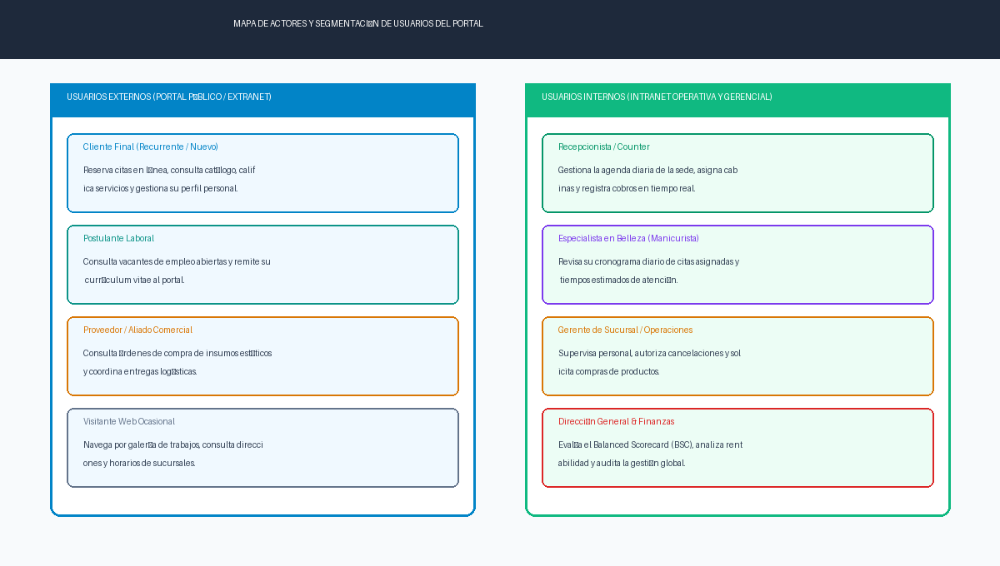 MAPA DE ACTORES Y SEGMENTACI▯N DE USUARIOS DEL PORTAL
USUARIOS EXTERNOS (PORTAL P▯BLICO / EXTRANET)
Cliente Final (Recurrente / Nuevo)
Reserva citas en l▯nea, consulta cat▯logo, calif
ica servicios y gestiona su perfil personal.
Postulante Laboral
Consulta vacantes de empleo abiertas y remite su
curr▯culum vitae al portal.
Proveedor / Aliado Comercial
Consulta ▯rdenes de compra de insumos est▯ticos
y coordina entregas log▯sticas.
Visitante Web Ocasional
Navega por galer▯a de trabajos, consulta direcci
ones y horarios de sucursales.
USUARIOS INTERNOS (INTRANET OPERATIVA Y GERENCIAL)
Recepcionista / Counter
Gestiona la agenda diaria de la sede, asigna cab
inas y registra cobros en tiempo real.
Especialista en Belleza (Manicurista)
Revisa su cronograma diario de citas asignadas y
tiempos estimados de atenci▯n.
Gerente de Sucursal / Operaciones
Supervisa personal, autoriza cancelaciones y sol
icita compras de productos.
Direcci▯n General & Finanzas
Eval▯a el Balanced Scorecard (BSC), analiza rent
abilidad y audita la gesti▯n global.